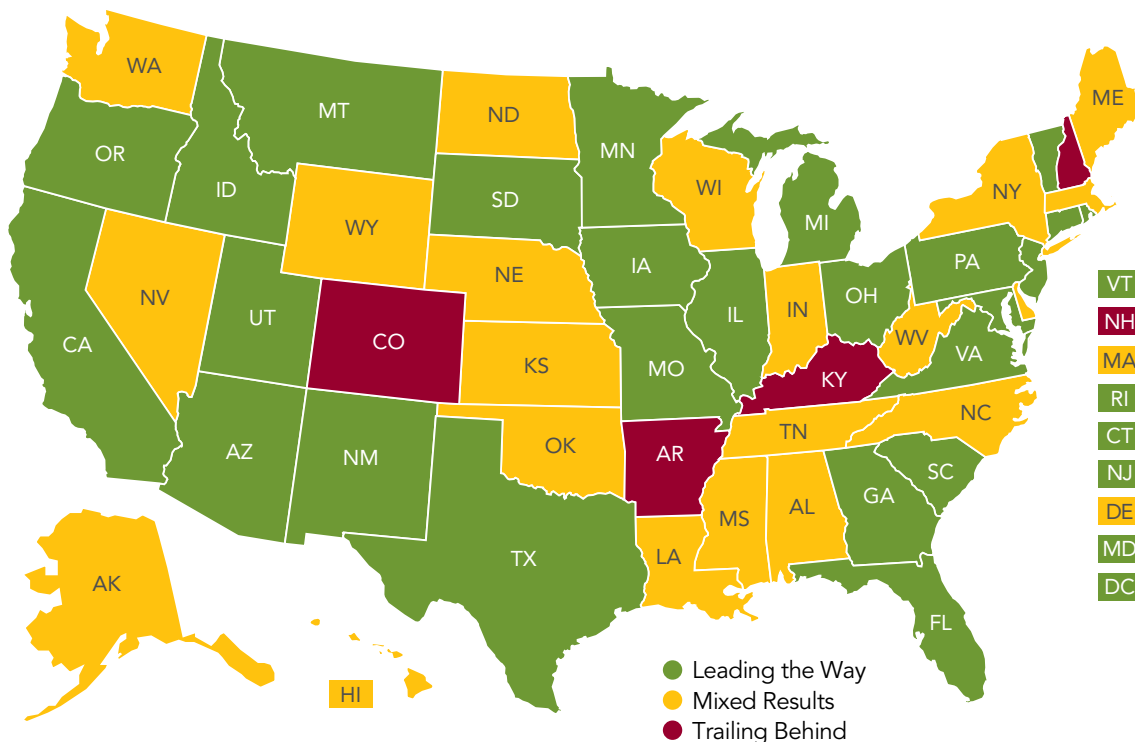 WA
MT
ND
ME
OR
ID
MN
WI
NY
SD
WY
MI
NE
IA
PA
NV
UT
IL
IN
OH
VT
CA
CO
KS
MO
WV
VA
NH
KY
MA
AZ
NM
OK
AR
TN
NC
RI
SC
CT
GA
NJ
MS
AL
DE
TX
LA
MD
AK
DC
FL
HI
Leading the Way
Mixed Results
Trailing Behind